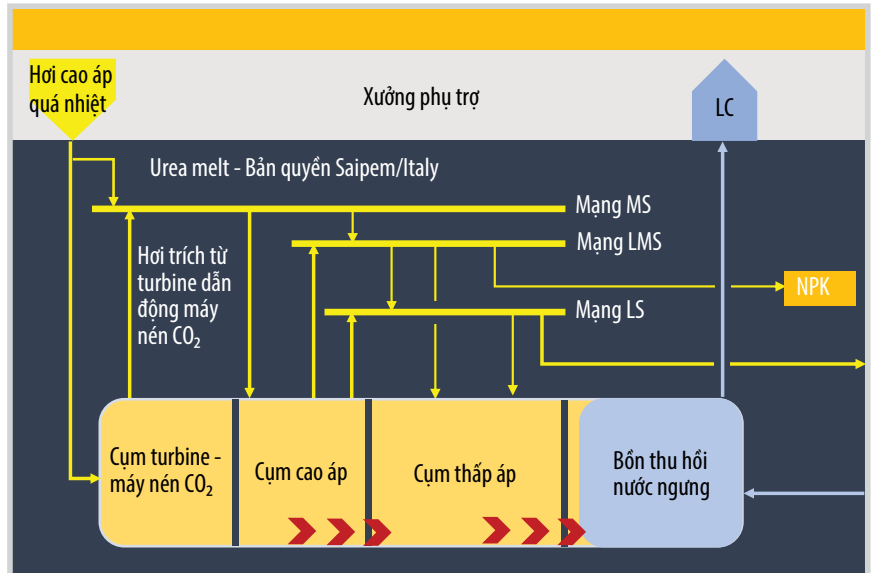 Hơi cao áp
quá nhiệt
Xưởng phụ trợ
LC
Urea melt - Bản quyền Saipem/Italy
Mạng MS
Hơi trích từ
turbine dẫn
động máy
nén CO₂
Mạng LMS
NPK
Mạng LS
Cụm turbine -
máy nén CO₂
Cụm cao áp
Cụm thấp áp
Bồn thu hồi
nước ngưng